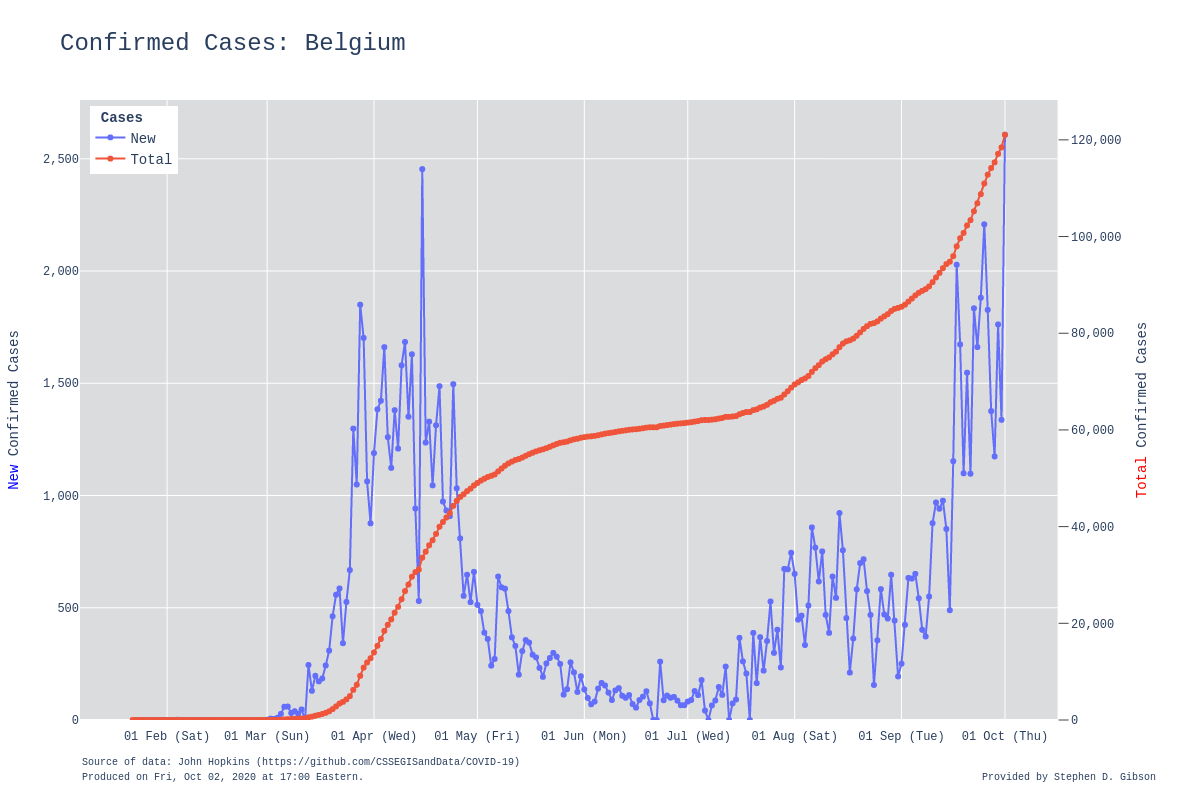 Confirmed Cases: Belgium
Cases
New
Total
2,500
2,000
1,500
1,000
500
0
120,000
100,000
80,000
60,000
40,000
20,000
0
New Confirmed Cases
Total Confirmed Cases
01 Feb (Sat) 01 Mar (Sun) 01 Apr (Wed) 01 May (Fri) 01 Jun (Mon) 01 Jul (Wed) 01 Aug (Sat) 01 Sep (Tue) 01 Oct (Thu)
Source of data: John Hopkins (https://github.com/CSSEGISandData/COVID-19)
Produced on Fri, Oct 02, 2020 at 17:00 Eastern.
Provided by Stephen D. Gibson